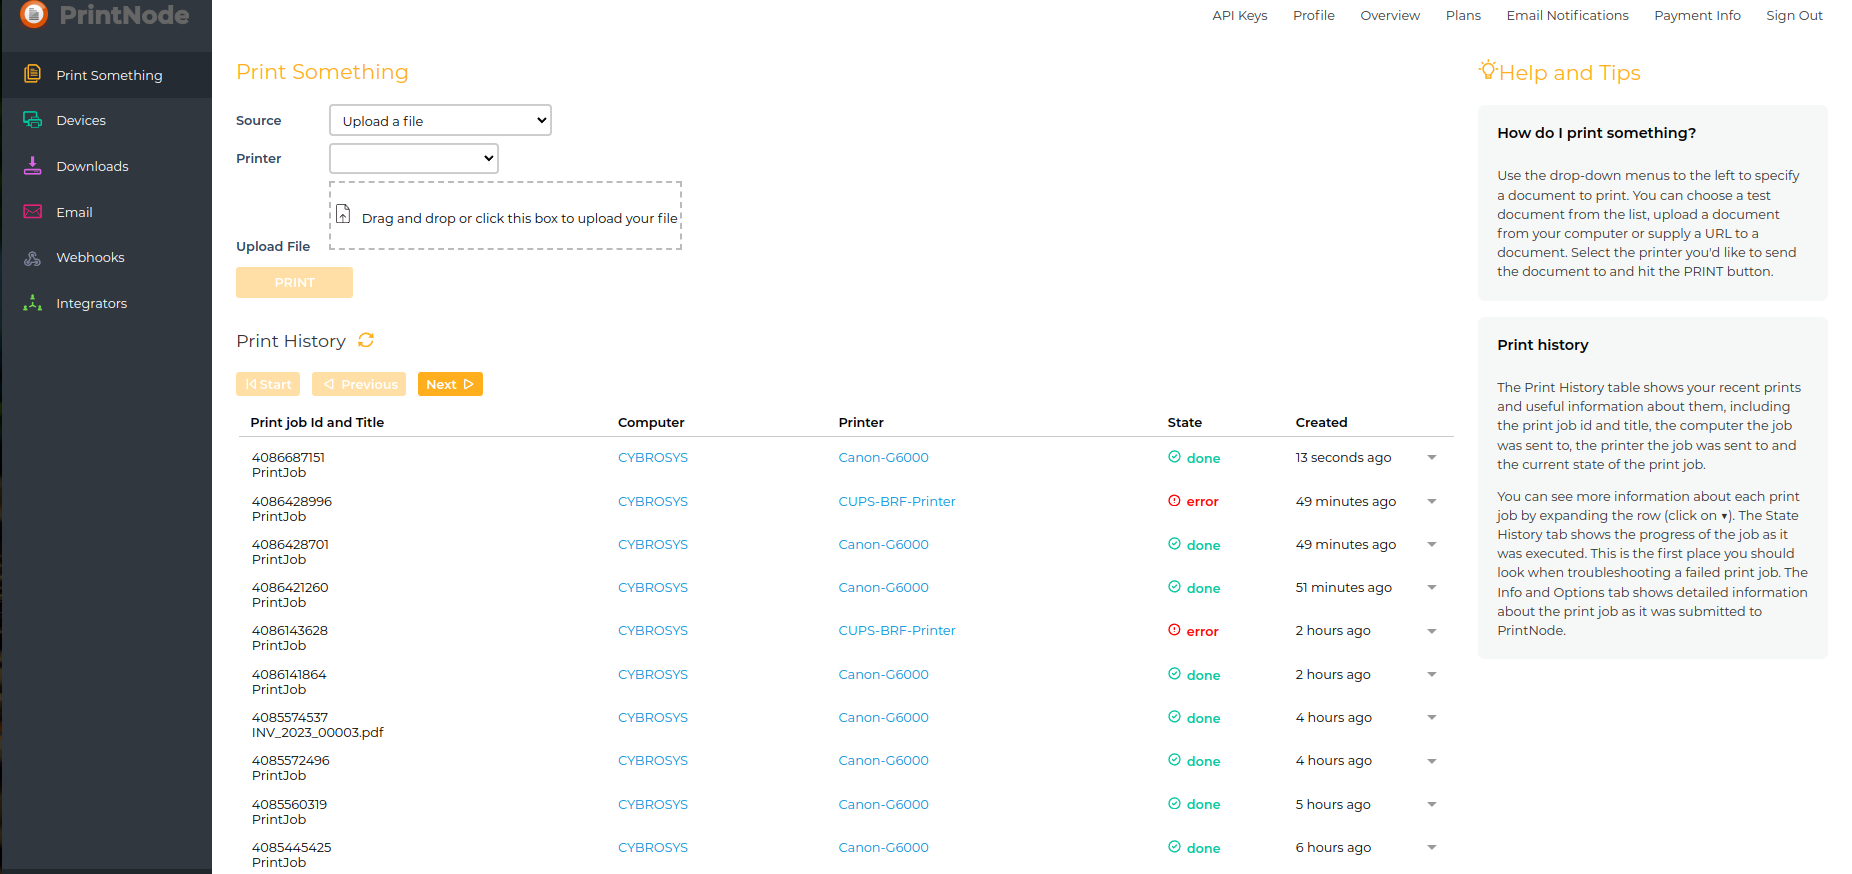 PrintNode
API Keys Profile Overview Plans Email Notifications Payment Info Sign Out
Print Something
Devices
Downloads
Email
Webhooks
Integrators
Print Something
Source Upload a file
Printer
Drag and drop or click this box to upload your file
Upload File
PRINT
Print History
Start Previous Next
Print job Id and Title Computer Printer State Created
4086687151 CYBROSYS Canon-G6000 done 13 seconds ago
PrintJob
4086428996 CYBROSYS CUPS-BRF-Printer error 49 minutes ago
PrintJob
4086428701 CYBROSYS Canon-G6000 done 49 minutes ago
PrintJob
4086421260 CYBROSYS Canon-G6000 done 51 minutes ago
PrintJob
4086143628 CYBROSYS CUPS-BRF-Printer error 2 hours ago
PrintJob
4086141864 CYBROSYS Canon-G6000 done 2 hours ago
PrintJob
4085574537 CYBROSYS Canon-G6000 done 4 hours ago
INV_2023_00003.pdf
4085572496 CYBROSYS Canon-G6000 done 4 hours ago
PrintJob
4085560319 CYBROSYS Canon-G6000 done 5 hours ago
PrintJob
4085445425 CYBROSYS Canon-G6000 done 6 hours ago
PrintJob
Help and Tips
How do I print something?
Use the drop-down menus to the left to specify
a document to print. You can choose a test
document from the list, upload a document
from your computer or supply a URL to a
document. Select the printer you'd like to send
the document to and hit the PRINT button.
Print history
The Print History table shows your recent prints
and useful information about them, including
the print job id and title, the computer the job
was sent to, the printer the job was sent to and
the current state of the print job.
You can see more information about each print
job by expanding the row (click on ▾). The State
History tab shows the progress of the job as it
was executed. This is the first place you should
look when troubleshooting a failed print job. The
Info and Options tab shows detailed information
about the print job as it was submitted to
PrintNode.